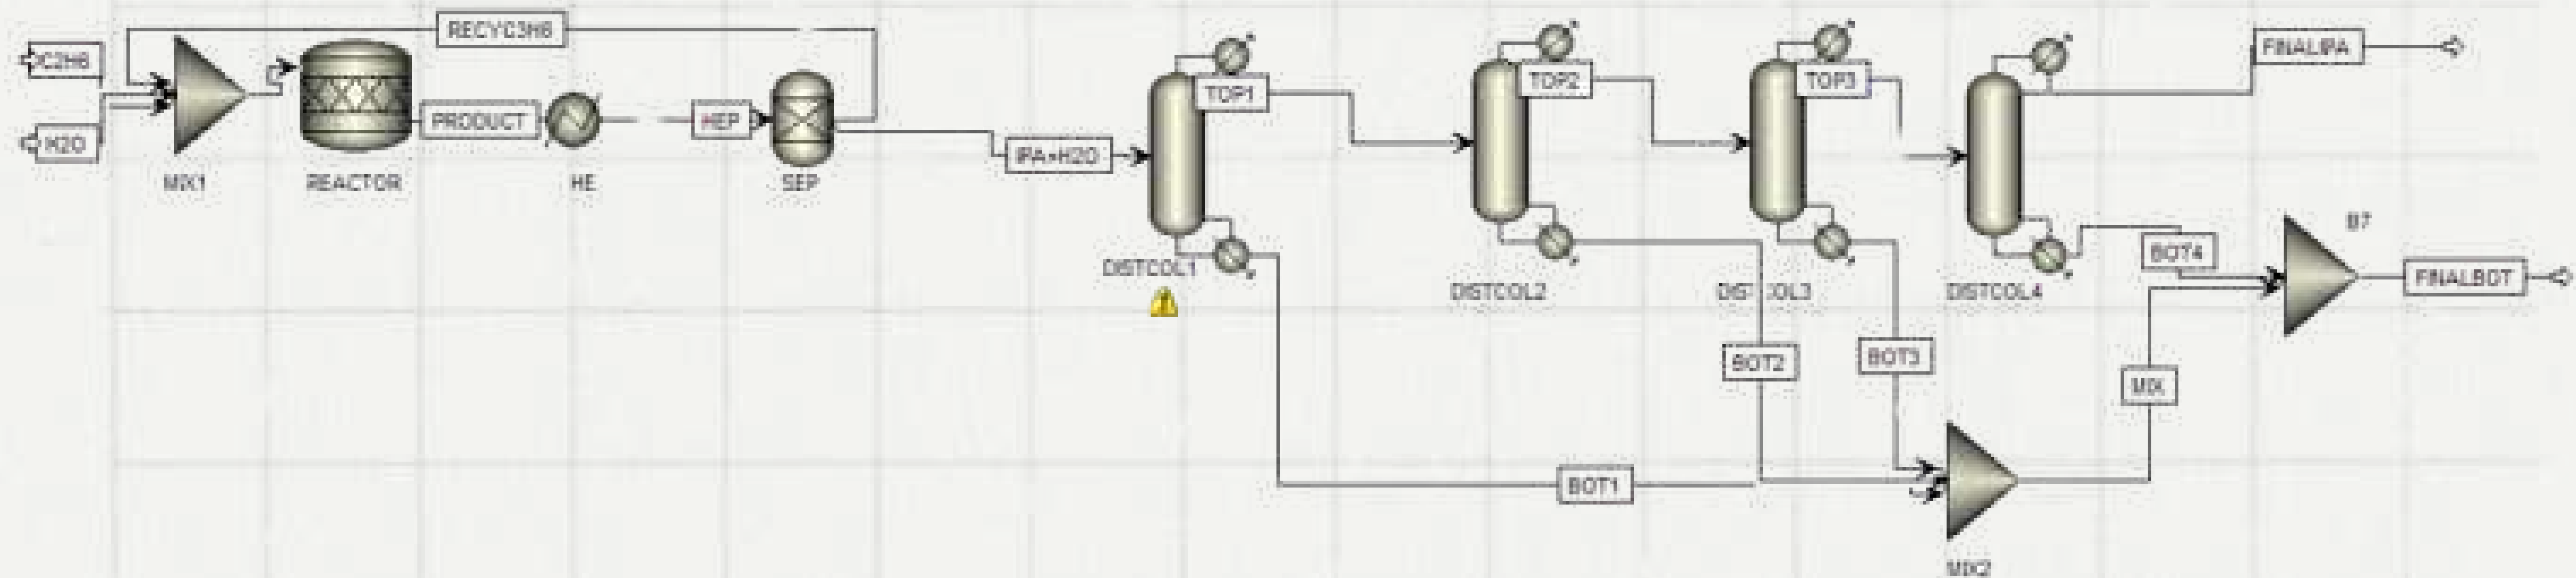 RECYC3H6
C2H6
H2O
MIX1
REACTOR
PRODUCT
HE
HEP
SEP
IPA+H2O
TOP1
DISTCOL1
TOP2
DISTCOL2
TOP3
DISTCOL3
DISTCOL4
FINALIPA
BOT4
B7
FINALBOT
BOT2
BOT3
MIX
BOT1
MIX2